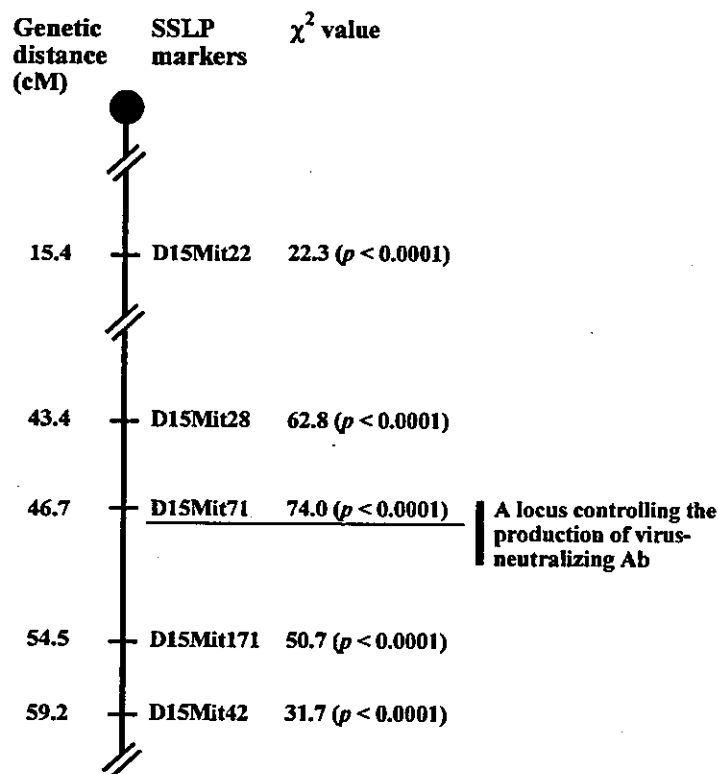 Genetic distance (cM) SSLP markers χ² value
15.4 D15Mit22 22.3 (p < 0.0001)
43.4 D15Mit28 62.8 (p < 0.0001)
46.7 D15Mit71 74.0 (p < 0.0001)
A locus controlling the
production of virus-
neutralizing Ab
54.5 D15Mit171 50.7 (p < 0.0001)
59.2 D15Mit42 31.7 (p < 0.0001)